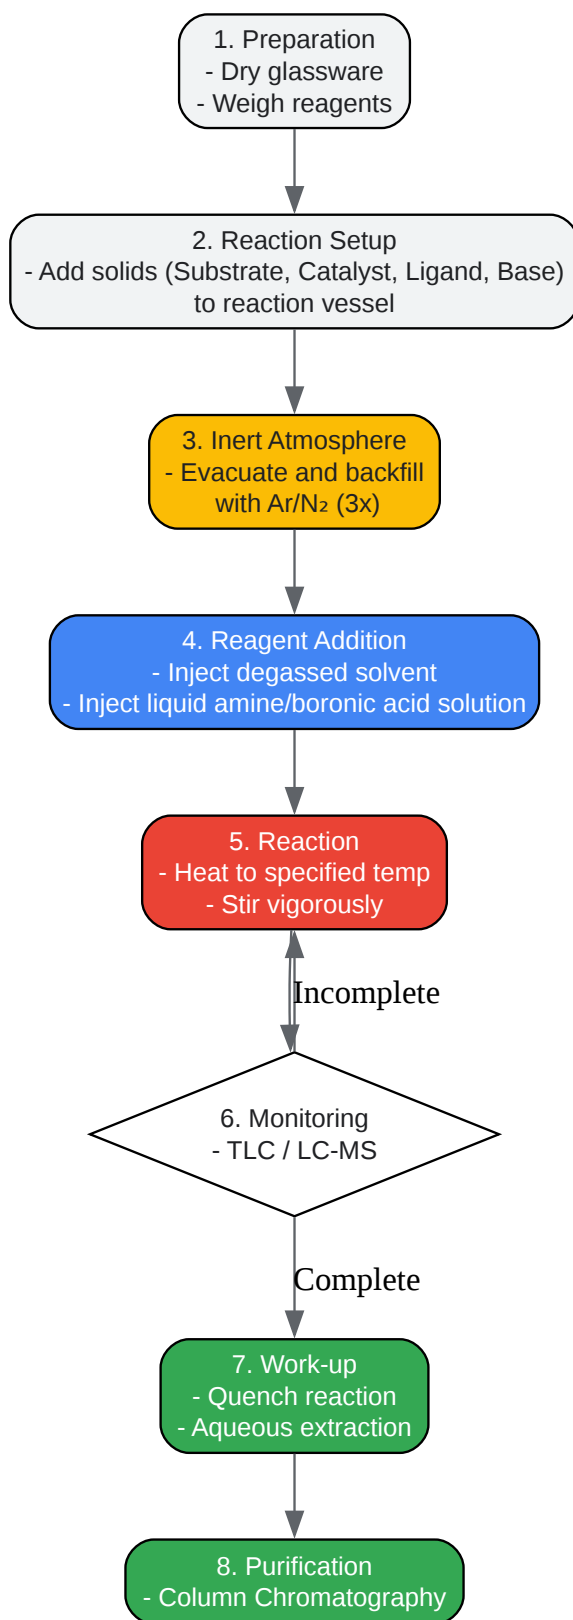 1. Preparation
- Dry glassware
- Weigh reagents
2. Reaction Setup
- Add solids (Substrate, Catalyst, Ligand, Base)
to reaction vessel
3. Inert Atmosphere
- Evacuate and backfill
with Ar/N₂ (3x)
4. Reagent Addition
- Inject degassed solvent
- Inject liquid amine/boronic acid solution
5. Reaction
- Heat to specified temp
- Stir vigorously
Incomplete
6. Monitoring
- TLC / LC-MS
Complete
7. Work-up
- Quench reaction
- Aqueous extraction
8. Purification
- Column Chromatography